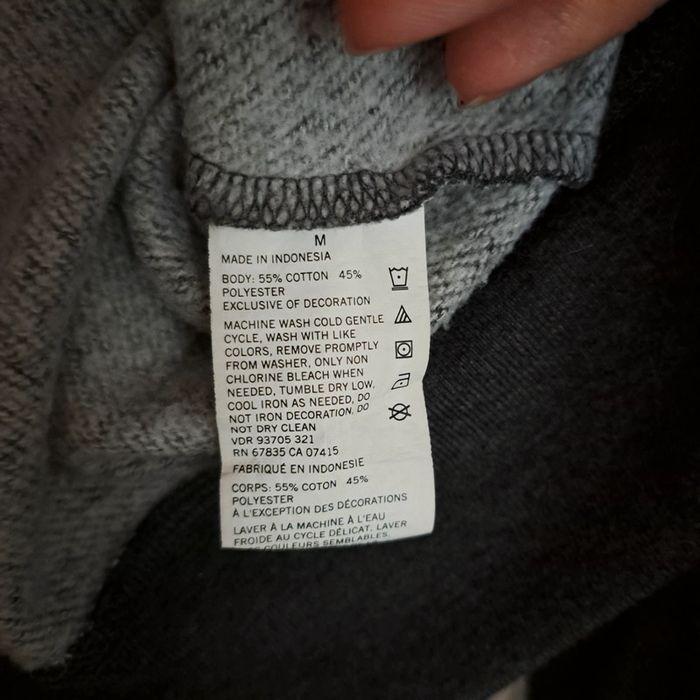 M
MADE IN INDONESIA
BODY: 55% COTTON 45%
POLYESTER
EXCLUSIVE OF DECORATION
MACHINE WASH COLD GENTLE
CYCLE, WASH WITH LIKE
COLORS, REMOVE PROMPTLY
FROM WASHER, ONLY NON
CHLORINE BLEACH WHEN
NEEDED, TUMBLE DRY LOW,
COOL IRON AS NEEDED, DO
NOT IRON DECORATION, DO
NOT DRY CLEAN
VDR 93705 321
RN 67835 CA 07415
FABRIQUÉ EN INDONESIE
CORPS: 55% COTON 45%
POLYESTER
À L'EXCEPTION DES DÉCORATIONS
LAVER À LA MACHINE À L'EAU
FROIDE AU CYCLE DÉLICAT. LAVER
COULEURS SEMBLABLES.